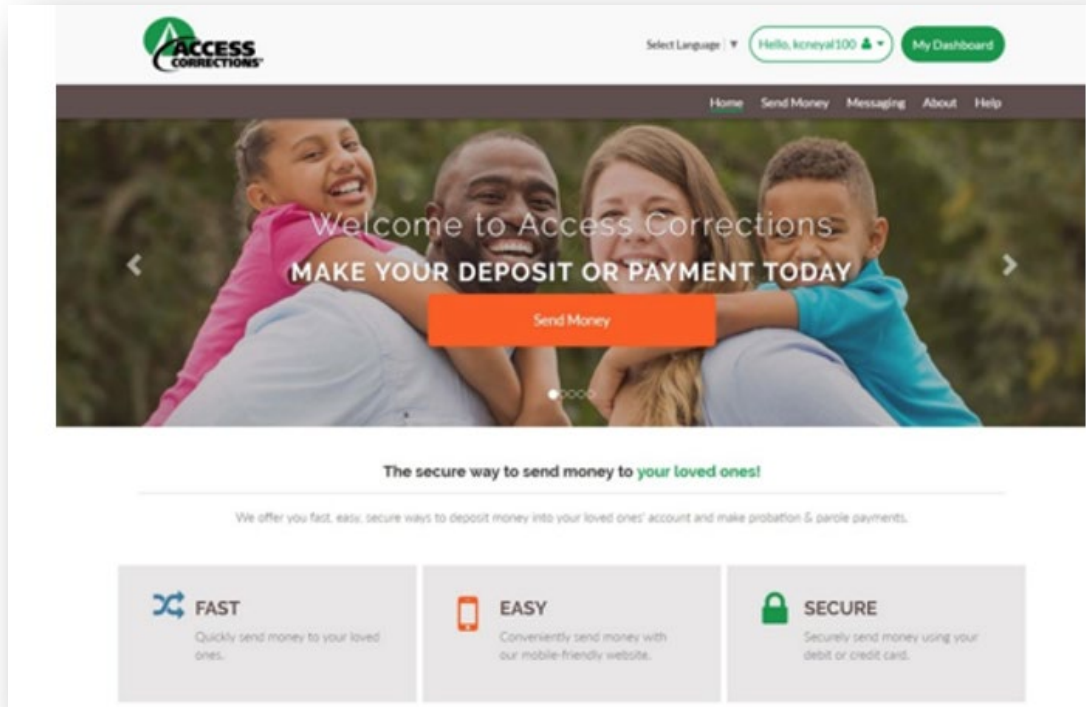 ACCESS
CORRECTIONS
Select Language ▼
Hello, kcneyal100
My Dashboard
Home Send Money Messaging About Help
Welcome to Access Corrections
MAKE YOUR DEPOSIT OR PAYMENT TODAY
Send Money
The secure way to send money to your loved ones!
We offer you fast, easy, secure ways to deposit money into your loved ones' account and make probation & parole payments.
FAST
Quickly send money to your loved
ones.
EASY
Conveniently send money with
our mobile-friendly website.
SECURE
Securely send money using your
debit or credit card.